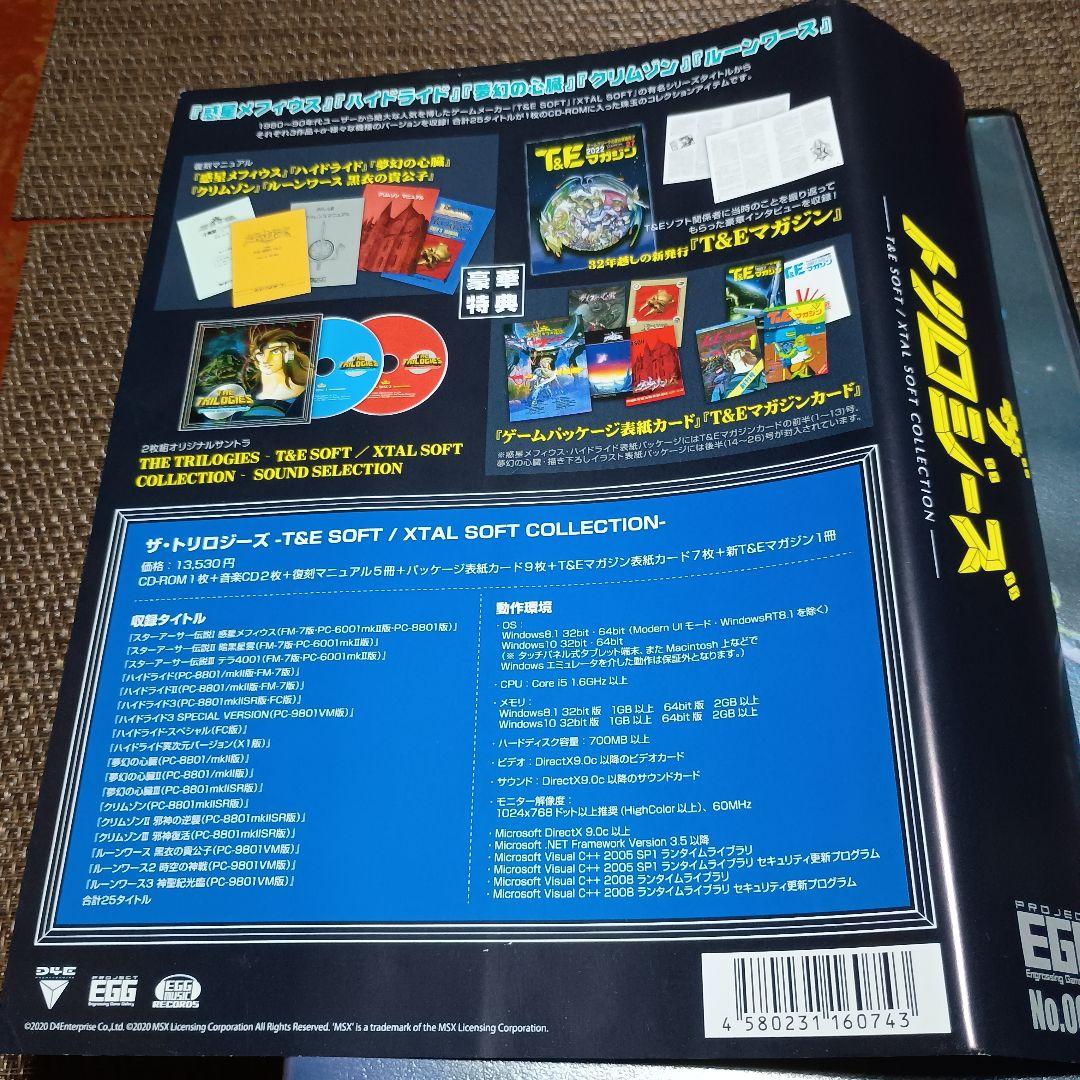 『惑星メフィウス』『ハイドライド』『夢幻の心臓』『クリムゾン』『ルーンワース』
1980〜90年代ユーザーから絶大な人気を博したゲームメーカー「T&E SOFT」「XTAL SOFT」の有名シリーズタイトルから
それぞれ3作品+α・様々な機種のバージョンを収録！合計25タイトルが1枚のCD-ROMに入った珠玉のコレクションアイテムです。
復刻マニュアル
『惑星メフィウス』『ハイドライド』『夢幻の心臓』
『クリムゾン』『ルーンワース 黒衣の貴公子』
T&E
マガジン
2022
T&Eソフト関係者に当時のことを振り返って
もらった豪華インタビューを収録！
32年越しの新発行『T&Eマガジン』
豪華
特典
THE TRILOGIES
THE TRILOGIES
THE TRILOGIES
2枚組オリジナルサントラ
THE TRILOGIES - T&E SOFT / XTAL SOFT
COLLECTION - SOUND SELECTION
『ゲームパッケージ表紙カード』『T&Eマガジンカード』
※惑星メフィウス・ハイドライド表紙パッケージにはT&Eマガジンカードの前半(1〜13)号、
夢幻の心臓・描き下ろしイラスト表紙パッケージには後半(14〜26)号が封入されています。
ザ・トリロジーズ -T&E SOFT / XTAL SOFT COLLECTION-
価格：13,530円
CD-ROM1枚+音楽CD2枚+復刻マニュアル5冊+パッケージ表紙カード9枚+T&Eマガジン表紙カード7枚+新T&Eマガジン1冊
収録タイトル
『スターアーサー伝説I 惑星メフィウス(FM-7版・PC-6001mkII版・PC-8801版)』
『スターアーサー伝説II 暗黒星雲(FM-7版・PC-6001mkII版)』
『スターアーサー伝説III テラ4001(FM-7版・PC-6001mkII版)』
『ハイドライド(PC-8801/mkII版・FM-7版)』
『ハイドライドII(PC-8801/mkII版・FM-7版)』
『ハイドライド3(PC-8801mkIISR版・FC版)』
『ハイドライド3 SPECIAL VERSION(PC-9801VM版)』
『ハイドライド・スペシャル(FC版)』
『ハイドライド異次元バージョン(X1版)』
『夢幻の心臓(PC-8801/mkII版)』
『夢幻の心臓II(PC-8801/mkII版)』
『夢幻の心臓III(PC-8801mkIISR版)』
『クリムゾン(PC-8801mkIISR版)』
『クリムゾンII 邪神の逆襲(PC-8801mkIISR版)』
『クリムゾンIII 邪神復活(PC-8801mkIISR版)』
『ルーンワース 黒衣の貴公子(PC-9801VM版)』
『ルーンワース2 時空の神戦(PC-9801VM版)』
『ルーンワース3 神聖紀光臨(PC-9801VM版)』
合計25タイトル
動作環境
・OS：
Windows8.1 32bit・64bit (Modern UIモード・WindowsRT8.1を除く)
Windows10 32bit・64bit
(※ タッチパネル式タブレット端末、またMacintosh上などで
Windowsエミュレータを介した動作は保証外となります。)
・CPU：Core i5 1.6GHz以上
・メモリ：
Windows8.1 32bit 版 1GB以上 64bit 版 2GB以上
Windows10 32bit 版 1GB以上 64bit 版 2GB以上
・ハードディスク容量：700MB以上
・ビデオ：DirectX9.0c以降のビデオカード
・サウンド：DirectX9.0c以降のサウンドカード
・モニター解像度：
1024x768ドット以上推奨(HighColor以上)、60MHz
・Microsoft DirectX 9.0c以上
・Microsoft .NET Framework Version 3.5以降
・Microsoft Visual C++ 2005 SP1 ランタイムライブラリ
・Microsoft Visual C++ 2005 SP1 ランタイムライブラリ セキュリティ更新プログラム
・Microsoft Visual C++ 2008 ランタイムライブラリ
・Microsoft Visual C++ 2008 ランタイムライブラリ セキュリティ更新プログラム
D4E
PROJECT
EGG
Engrossing Game Gallery
EGG
MUSIC
RECORDS
©2020 D4Enterprise Co.,Ltd. ©2020 MSX Licensing Corporation All Rights Reserved. 'MSX' is a trademark of the MSX Licensing Corporation.
4 580231 160743
ザ・トリロジーズ
T&E SOFT / XTAL SOFT COLLECTION